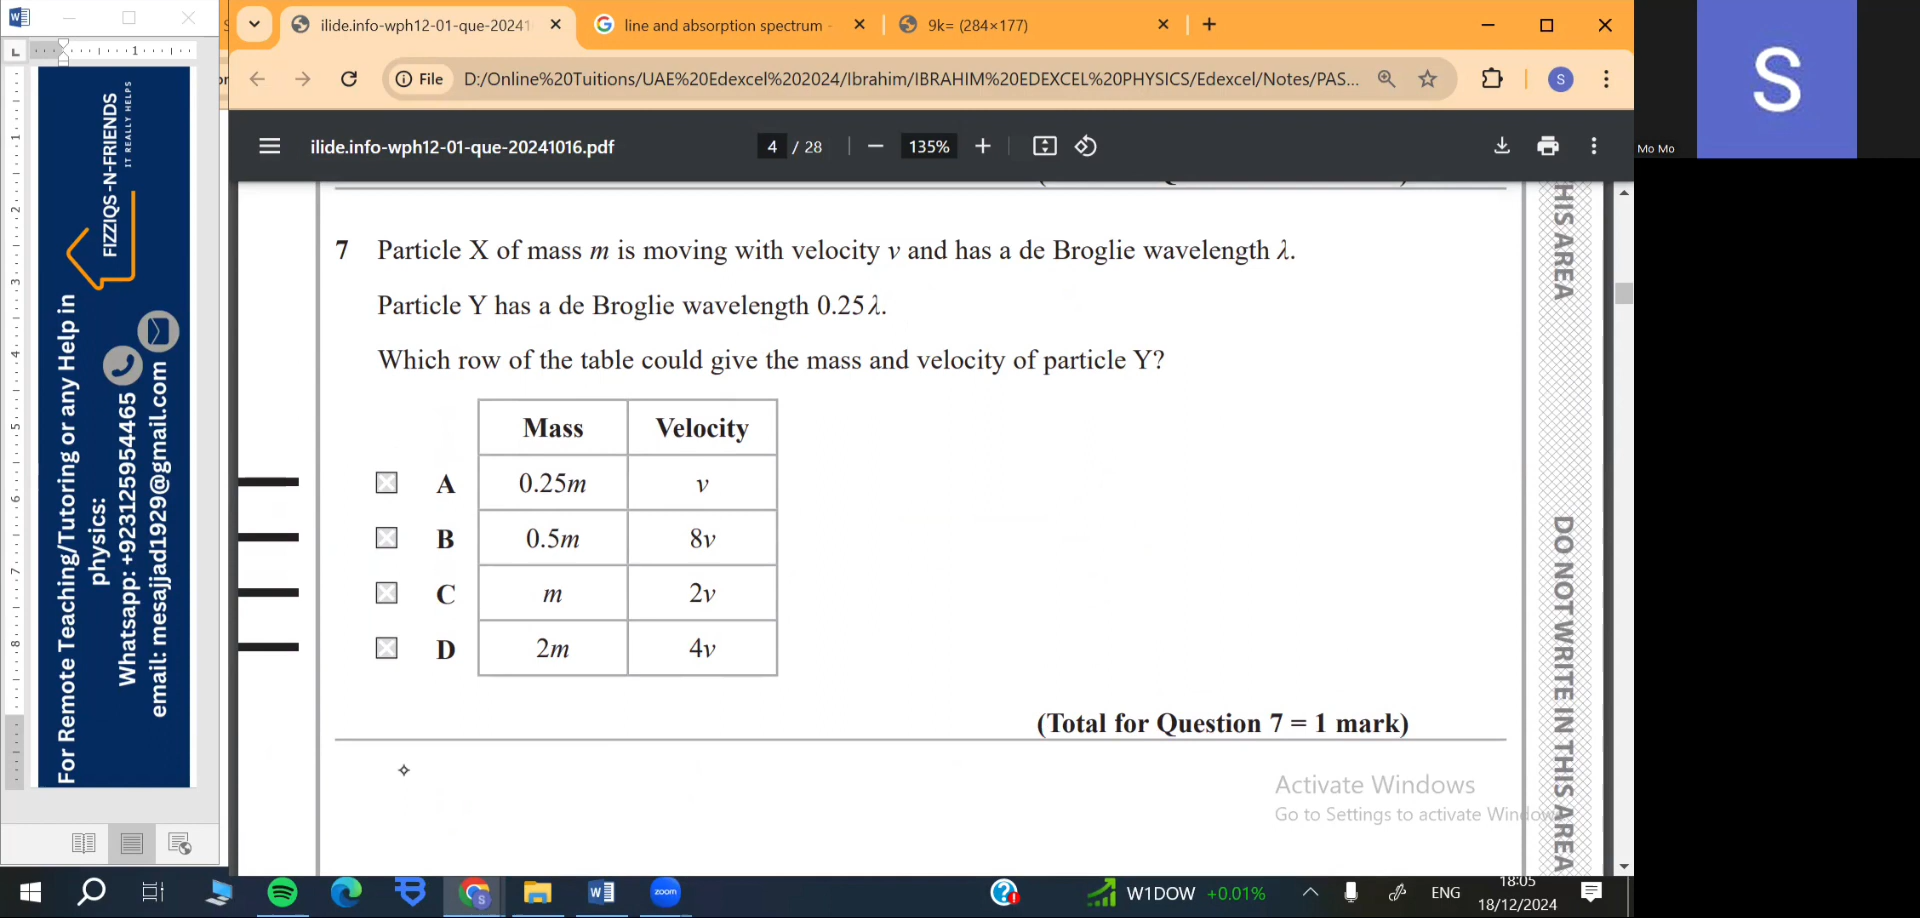 ilide.info-wph12-01-que-20241
line and absorption spectrum -
9k= (284×177)
File
D:/Online%20Tuitions/UAE%20Edexcel%202024/Ibrahim/IBRAHIM%20EDEXCEL%20PHYSICS/Edexcel/Notes/PAS...
S
ilide.info-wph12-01-que-20241016.pdf
4 / 28
135%
Mo Mo
S
FIZZIQS -N-FRIENDS
IT REALLY HELPS
For Remote Teaching/Tutoring or any Help in
physics:
Whatsapp: +923125954465
email: mesajjad1929@gmail.com
7 Particle X of mass m is moving with velocity v and has a de Broglie wavelength λ.
Particle Y has a de Broglie wavelength 0.25λ.
Which row of the table could give the mass and velocity of particle Y?
Mass Velocity
A 0.25m v
B 0.5m 8v
C m 2v
D 2m 4v
(Total for Question 7 = 1 mark)
HIS AREA
DO NOT WRITE IN THIS AREA
Activate Windows
Go to Settings to activate Windows
zoom
W1DOW +0.01%
ENG
18:05
18/12/2024